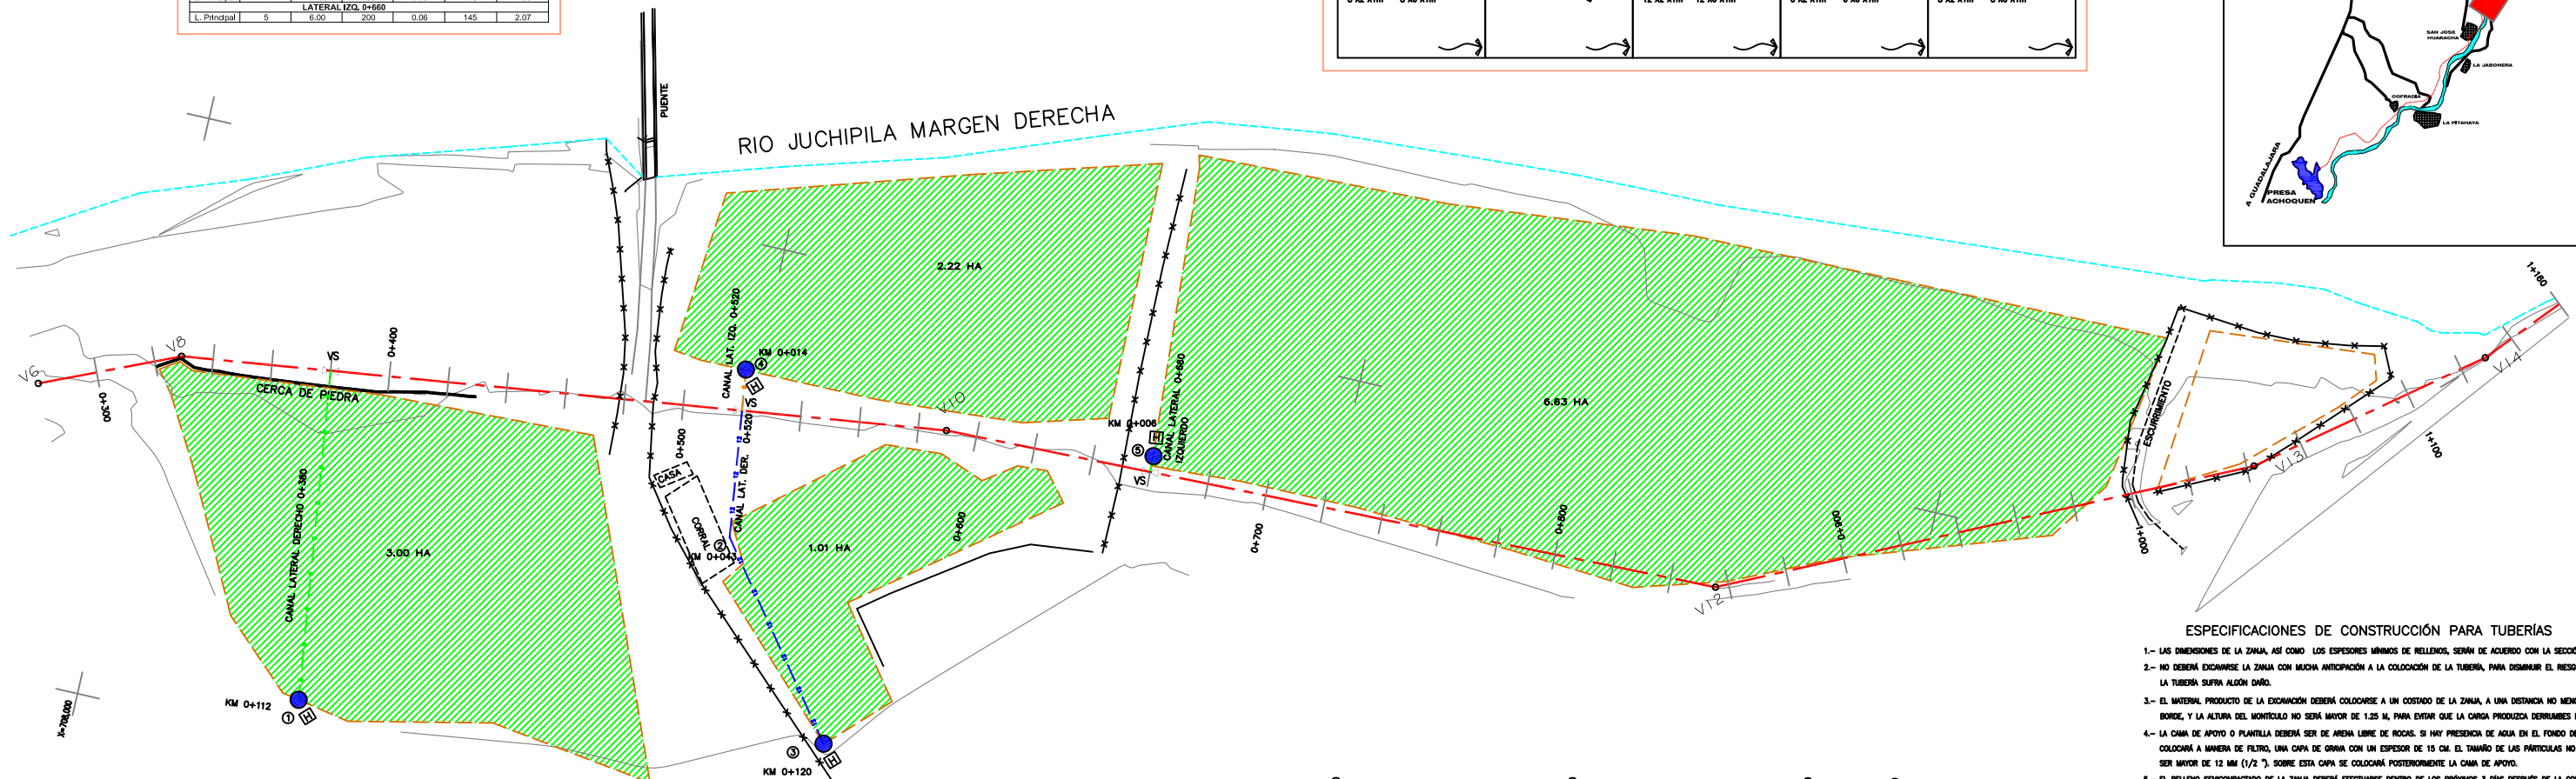 LATERAL IZQ. 0+660
L. Principal 5 6.00 200 0.06 145 2.07
SAN JOSE
HUARACHA
LA JABONERA
COFRADIA
LA PITAHAYA
A GUADALAJARA
PRESA
ACHOQUEN
PUENTE
RIO JUCHIPILA MARGEN DERECHA
2.22 HA
6.63 HA
3.00 HA
1.01 HA
V6
V8
0+300
VS
0+400
CERCA DE PIEDRA
CANAL LATERAL DERECHO 0+380
KM 0+112
1 H
X=708,000
CANAL LAT. IZQ. 0+520
KM 0+014
4
H
VS
0+500
CANAL LAT. DER. 0+520
12
CASA
CORRAL
2
KM 0+043
3
H
KM 0+120
V10
0+600
KM 0+006
H
5
CANAL LATERAL 0+660
IZQUIERDO
VS
0+700
0+800
V12
0+900
ESCURRIMIENTO
1+000
V13
1+100
V14
1+160
ESPECIFICACIONES DE CONSTRUCCIÓN PARA TUBERÍAS
1.- LAS DIMENSIONES DE LA ZANJA, ASÍ COMO LOS ESPESORES MÍNIMOS DE RELLENOS, SERÁN DE ACUERDO CON LA SECCIÓ
2.- NO DEBERÁ EXCAVARSE LA ZANJA CON MUCHA ANTICIPACIÓN A LA COLOCACIÓN DE LA TUBERÍA, PARA DISMINUIR EL RIESG
LA TUBERÍA SUFRA ALGÚN DAÑO.
3.- EL MATERIAL PRODUCTO DE LA EXCAVACIÓN DEBERÁ COLOCARSE A UN COSTADO DE LA ZANJA, A UNA DISTANCIA NO MENO
BORDE, Y LA ALTURA DEL MONTÍCULO NO SERÁ MAYOR DE 1.25 M, PARA EVITAR QUE LA CARGA PRODUZCA DERRUMBES
4.- LA CAMA DE APOYO O PLANTILLA DEBERÁ SER DE ARENA LIBRE DE ROCAS. SI HAY PRESENCIA DE AGUA EN EL FONDO DE
COLOCARÁ A MANERA DE FILTRO, UNA CAPA DE GRAVA CON UN ESPESOR DE 15 CM. EL TAMAÑO DE LAS PÁRTICULAS NO
SER MAYOR DE 12 MM (1/2 "). SOBRE ESTA CAPA SE COLOCARÁ POSTERIORMENTE LA CAMA DE APOYO.